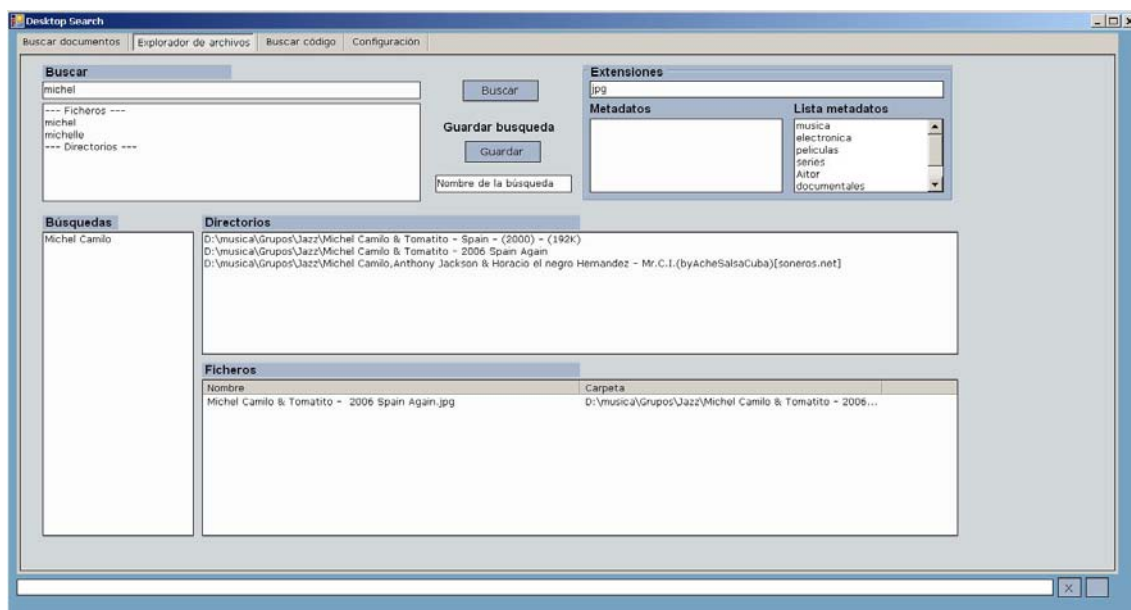 Desktop Search
Buscar documentos Explorador de archivos Buscar código Configuración
Buscar
michel
--- Ficheros ---
michel
michelle
--- Directorios ---
Buscar
Guardar busqueda
Guardar
Nombre de la búsqueda
Extensiones
jpg
Metadatos
Lista metadatos
musica
electronica
peliculas
series
Aitor
documentales
Búsquedas
Michel Camilo
Directorios
D:\musica\Grupos\Jazz\Michel Camilo & Tomatito - Spain - (2000) - (192K)
D:\musica\Grupos\Jazz\Michel Camilo & Tomatito - 2006 Spain Again
D:\musica\Grupos\Jazz\Michel Camilo,Anthony Jackson & Horacio el negro Hernandez - Mr.C.I.(byAcheSalsaCuba)[soneros.net]
Ficheros
Nombre Carpeta
Michel Camilo & Tomatito - 2006 Spain Again.jpg D:\musica\Grupos\Jazz\Michel Camilo & Tomatito - 2006...
X